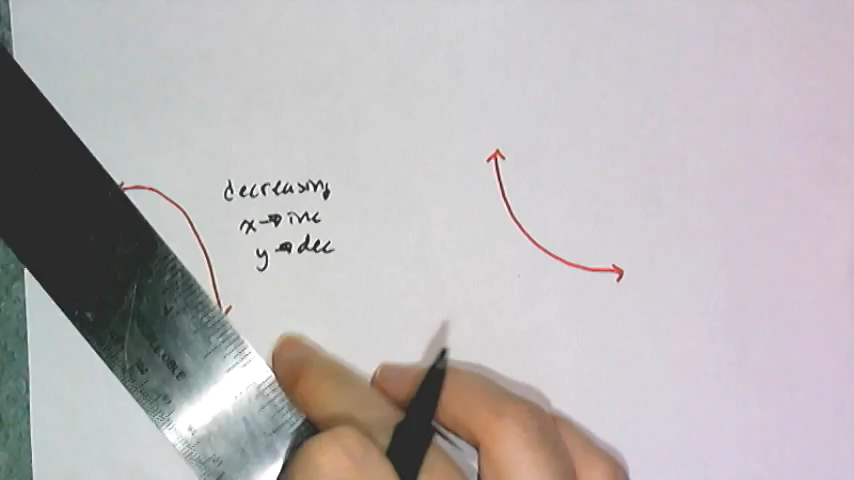 decreasing
x → inc
y → dec